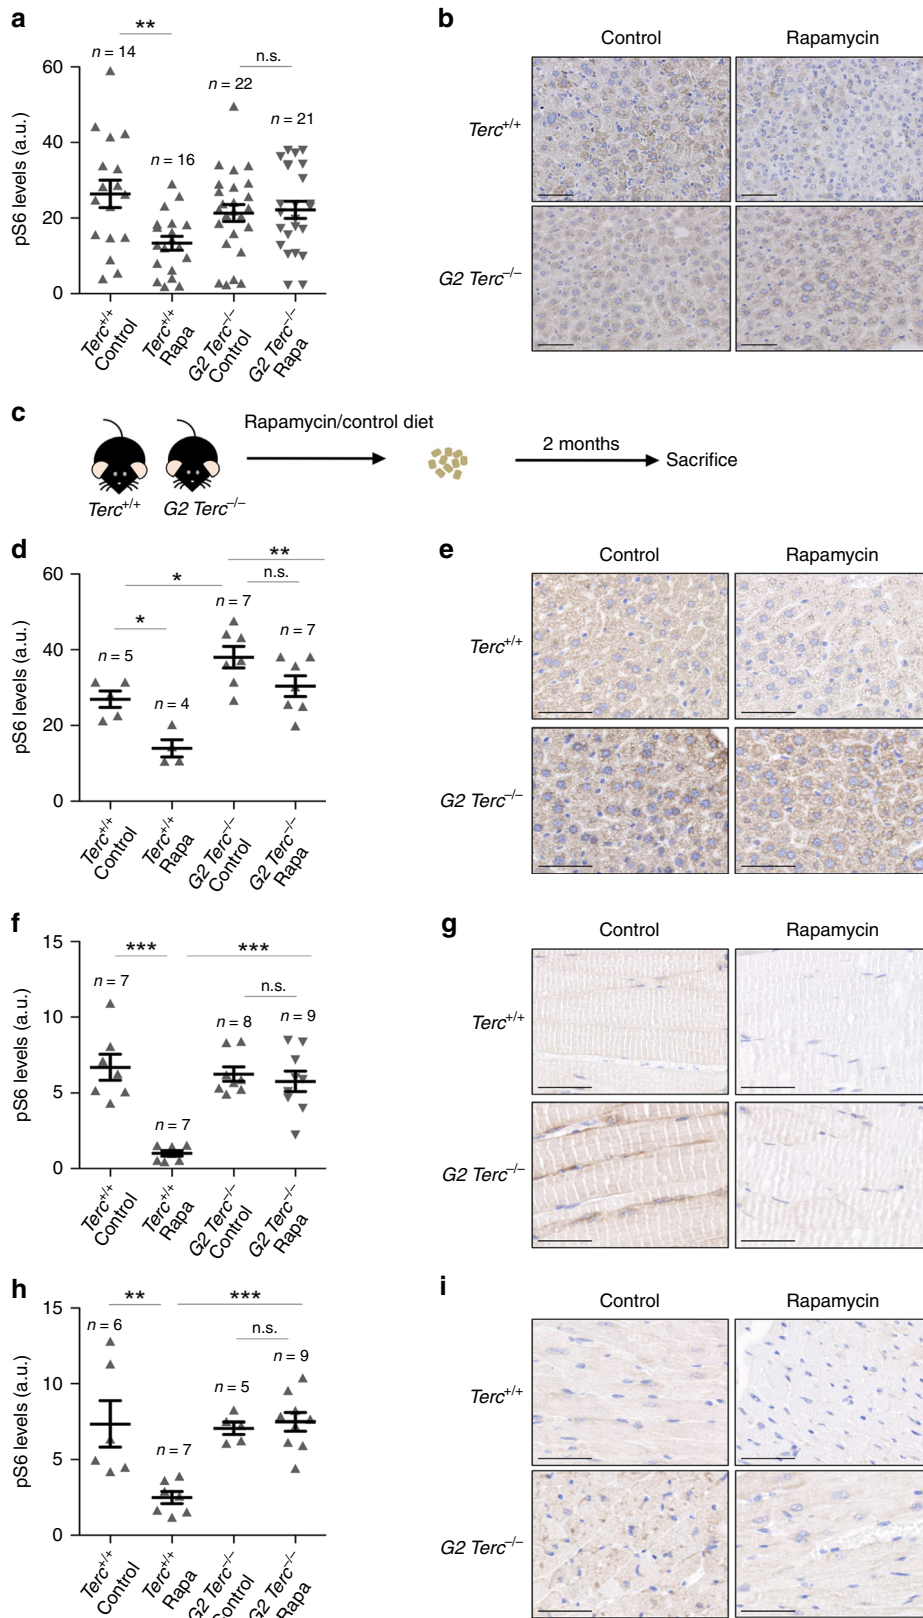 a
**
n = 14
n.s.
n = 22
n = 21
n = 16
pS6 levels (a.u.)
60
40
20
0
Terc+/+ Control
Terc+/+ Rapa
G2 Terc–/– Control
G2 Terc–/– Rapa
b
Control Rapamycin
Terc+/+
G2 Terc–/–
c
Rapamycin/control diet
2 months
Sacrifice
Terc+/+ G2 Terc–/–
d
**
n.s.
*
*
n = 7
n = 7
n = 5
n = 4
pS6 levels (a.u.)
60
40
20
0
Terc+/+ Control
Terc+/+ Rapa
G2 Terc–/– Control
G2 Terc–/– Rapa
e
Control Rapamycin
Terc+/+
G2 Terc–/–
f
*** ***
n = 7
n.s.
n = 8
n = 9
n = 7
pS6 levels (a.u.)
15
10
5
0
Terc+/+ Control
Terc+/+ Rapa
G2 Terc–/– Control
G2 Terc–/– Rapa
g
Control Rapamycin
Terc+/+
G2 Terc–/–
h
** ***
n = 6
n.s.
n = 9
n = 5
n = 7
pS6 levels (a.u.)
15
10
5
0
Terc+/+ Control
Terc+/+ Rapa
G2 Terc–/– Control
G2 Terc–/– Rapa
i
Control Rapamycin
Terc+/+
G2 Terc–/–